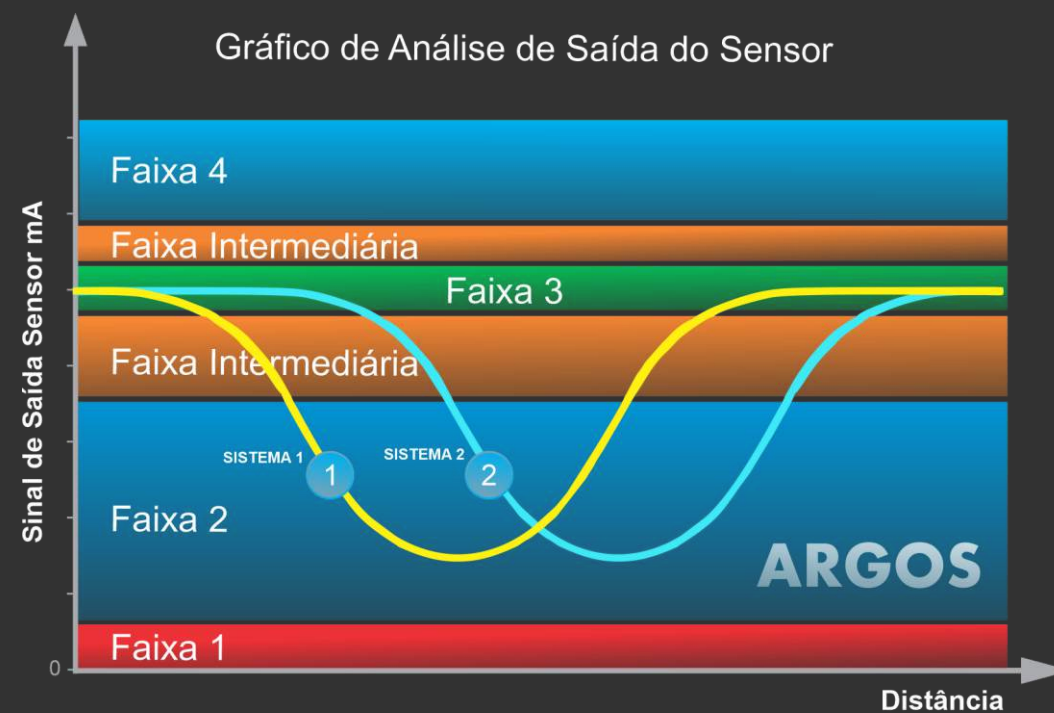 Gráfico de Análise de Saída do Sensor
Sinal de Saída Sensor mA
Faixa 4
Faixa Intermediária
Faixa 3
Faixa Intermediária
SISTEMA 1
1
SISTEMA 2
2
Faixa 2
ARGOS
Faixa 1
0
Distância